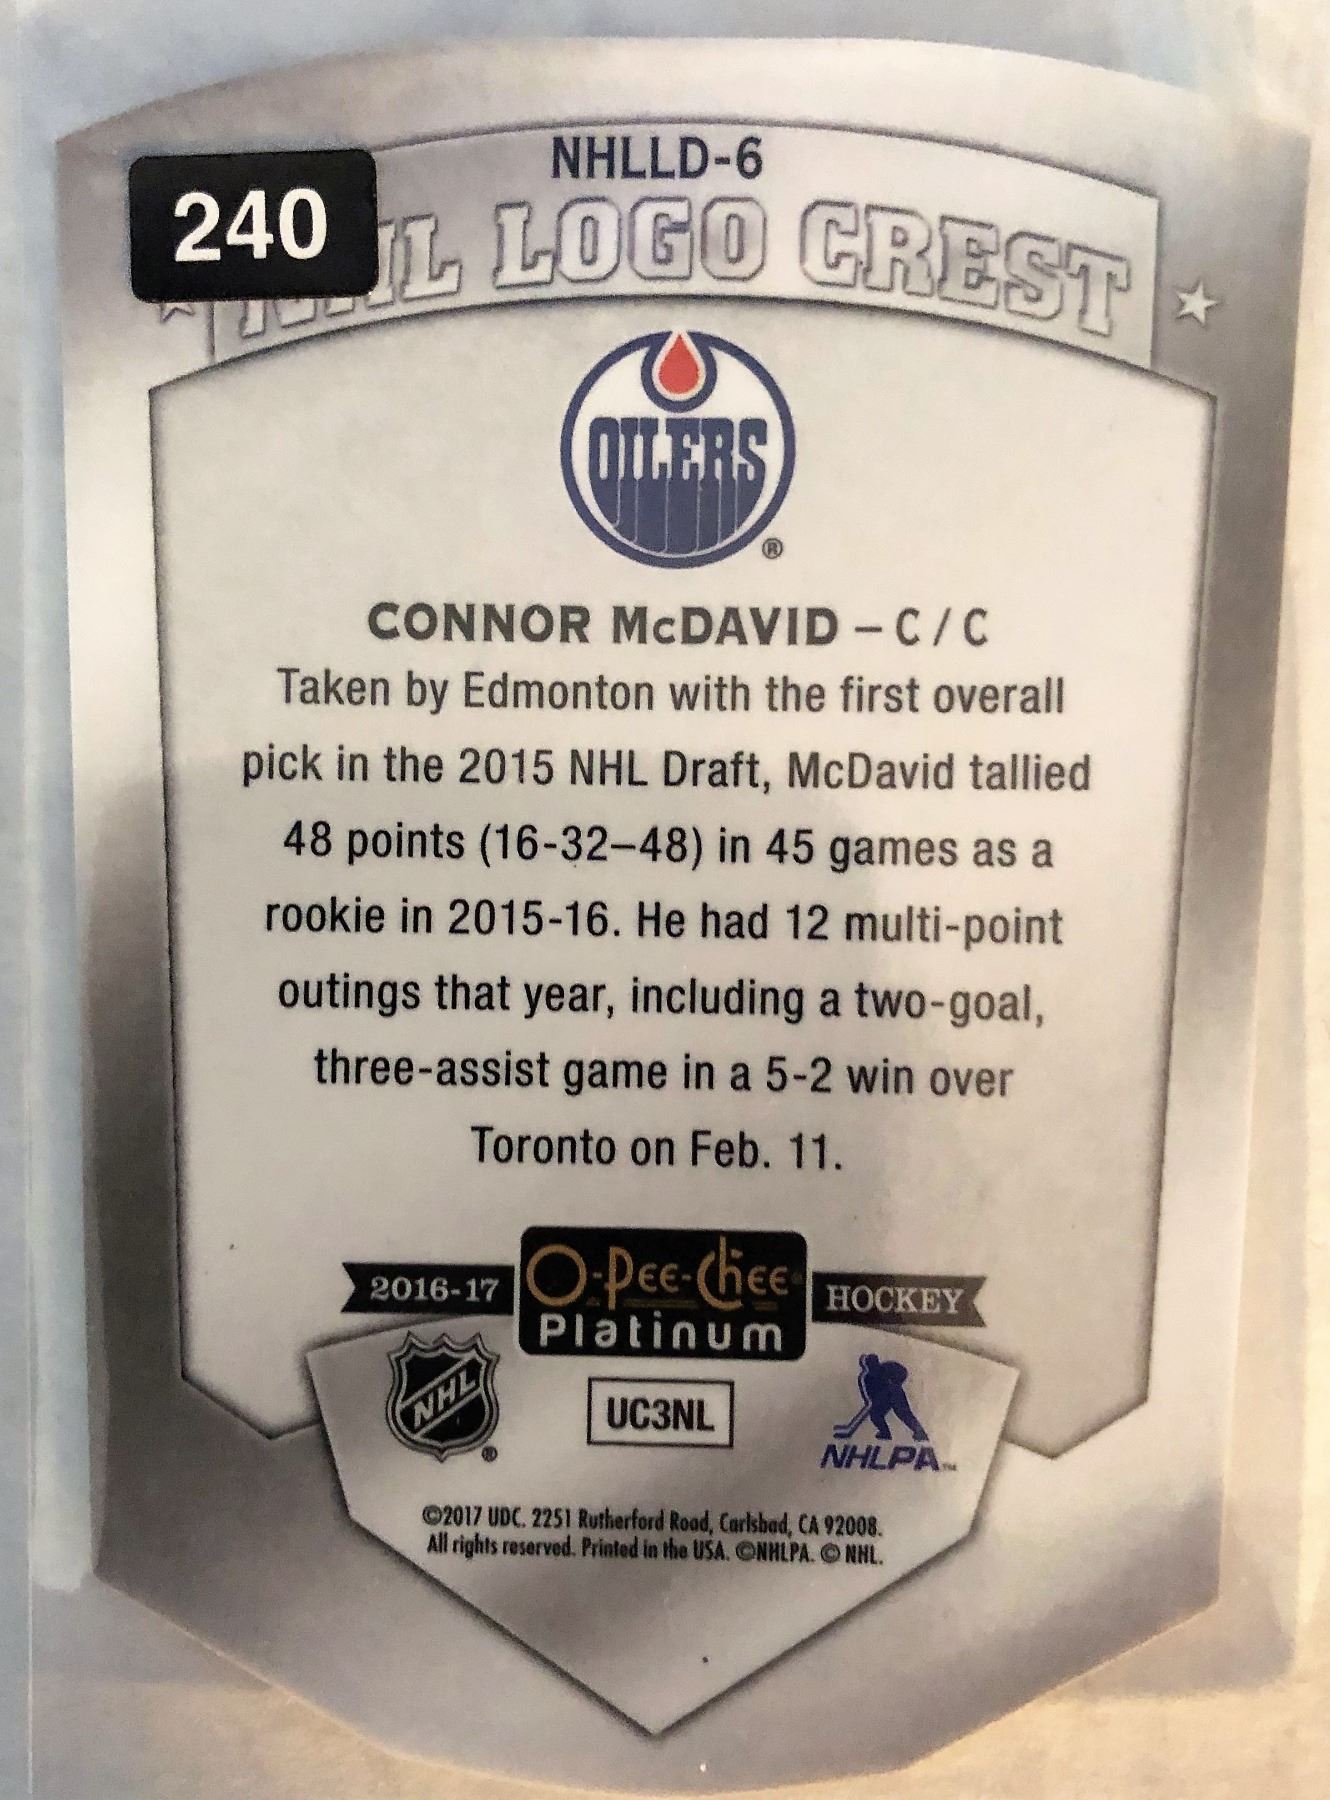 NHLLD-6
240
NHL LOGO CREST
OILERS
®
CONNOR McDAVID – C / C
Taken by Edmonton with the first overall
pick in the 2015 NHL Draft, McDavid tallied
48 points (16-32–48) in 45 games as a
rookie in 2015-16. He had 12 multi-point
outings that year, including a two-goal,
three-assist game in a 5-2 win over
Toronto on Feb. 11.
2016-17 O-PEE-CHEE HOCKEY
Platinum
NHL ®
UC3NL
NHLPA™
©2017 UDC. 2251 Rutherford Road, Carlsbad, CA 92008.
All rights reserved. Printed in the USA. ©NHLPA. © NHL.